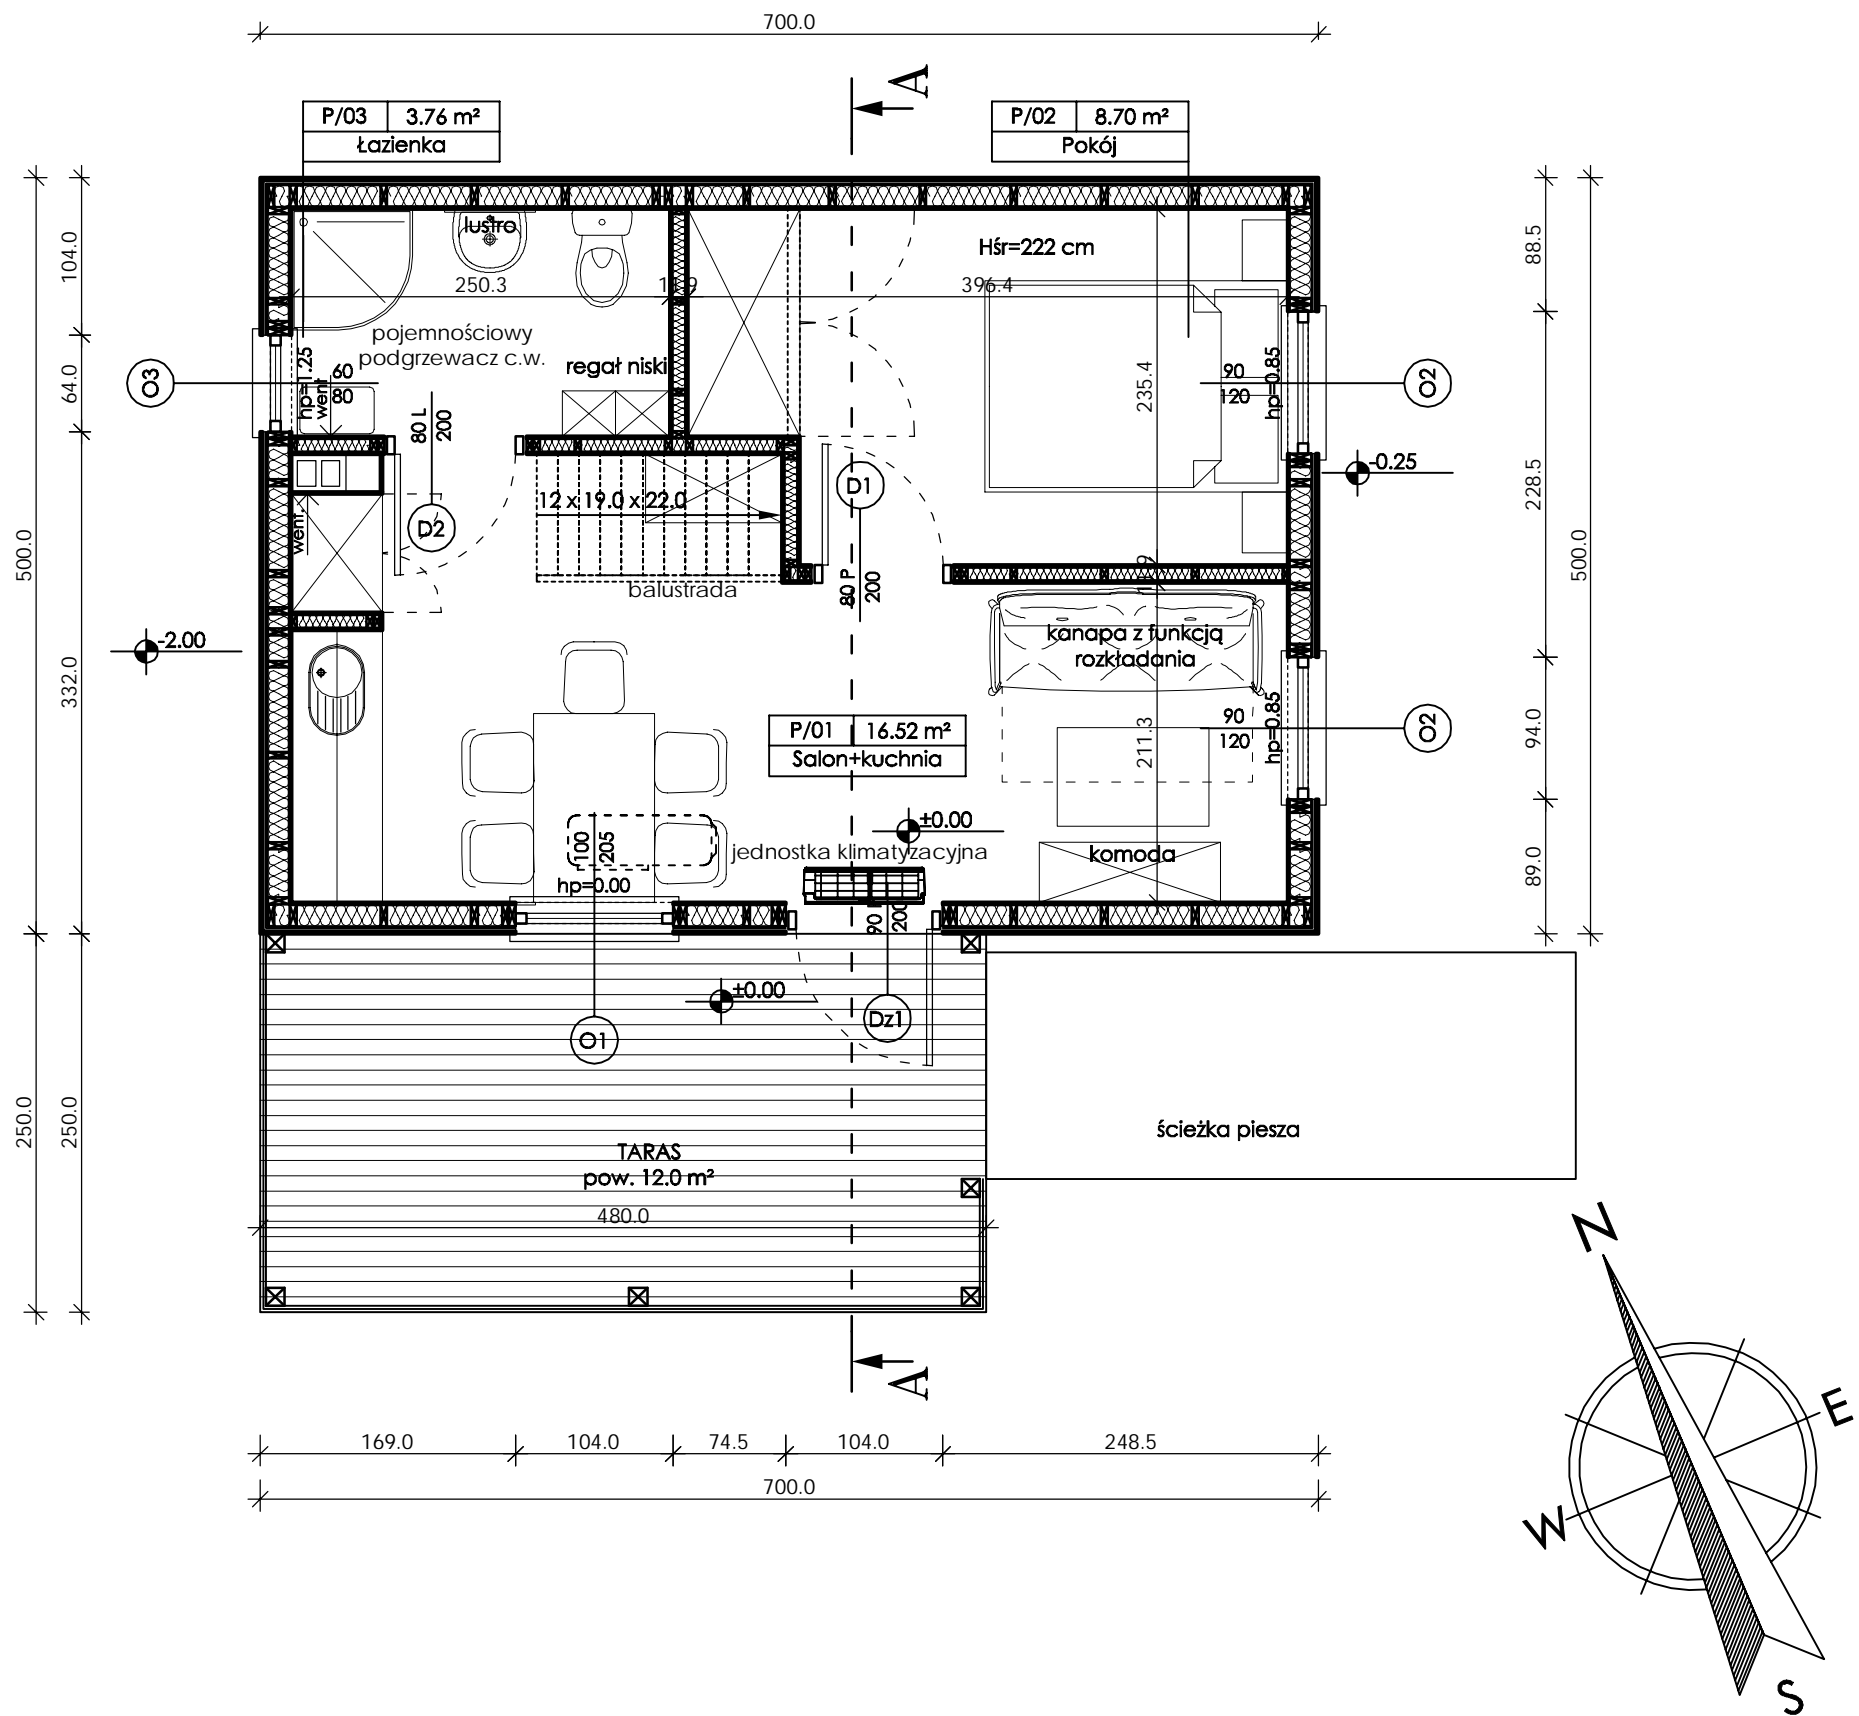 700.0
A
P/03 3.76 m²
Łazienka
P/02 8.70 m²
Pokój
lustro
Hśr=222 cm
250.3
11.9
396.4
pojemnościowy
podgrzewacz c.w.
regał niski
104.0
64.0
500.0
332.0
250.0
250.0
88.5
228.5
94.0
89.0
500.0
O3
hp=1.25
went
60
80
80 L
200
235.4
90
120
hp=0.85
O2
-0.25
D1
12 x 19.0 x 22.0
went.
D2
balustrada
80 P
200
11.9
-2.00
kanapa z funkcją
rozkładania
P/01 16.52 m²
Salon+kuchnia
211.3
90
120
hp=0.85
O2
±0.00
jednostka klimatyzacyjna
komoda
100
205
hp=0.00
90
200
±0.00
Dz1
O1
TARAS
pow. 12.0 m²
480.0
ścieżka piesza
A
N
E
W
S
169.0
104.0
74.5
104.0
248.5
700.0